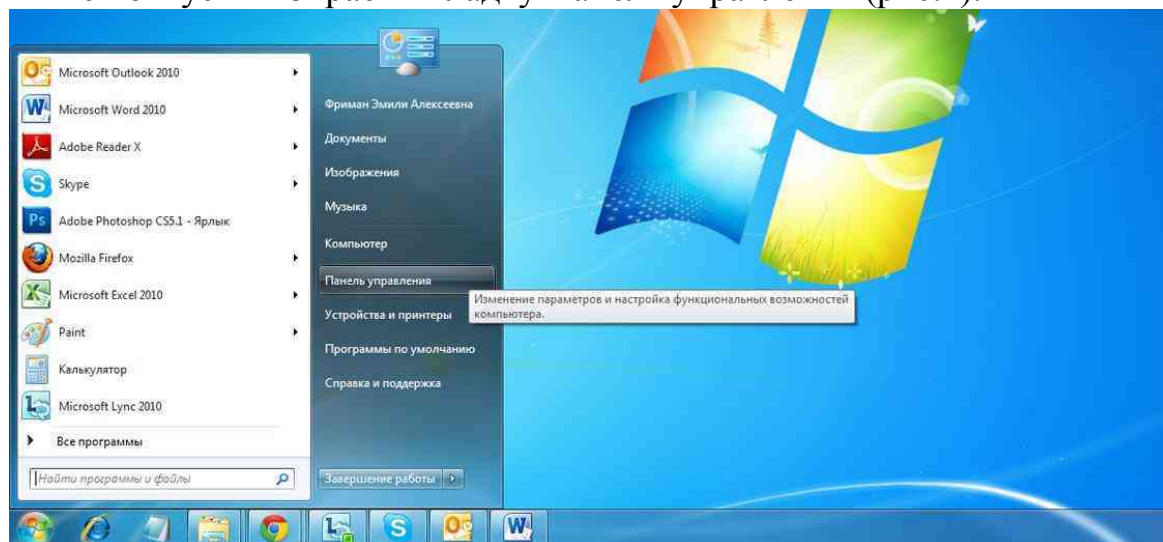 Microsoft Outlook 2010
Microsoft Word 2010
Adobe Reader X
Skype
Adobe Photoshop CS5.1 - Ярлык
Mozilla Firefox
Microsoft Excel 2010
Paint
Калькулятор
Microsoft Lync 2010
Все программы
Найти программы и файлы
Фриман Эмили Алексеевна
Документы
Изображения
Музыка
Компьютер
Панель управления
Изменение параметров и настройка функциональных возможностей
компьютера.
Устройства и принтеры
Программы по умолчанию
Справка и поддержка
Завершение работы